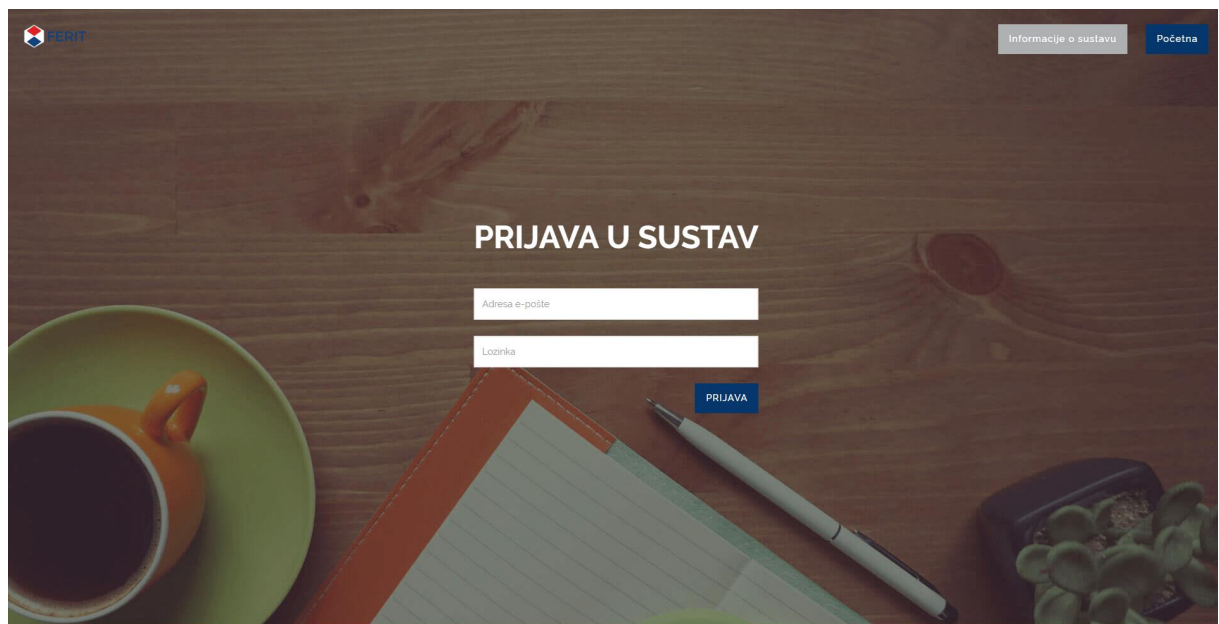 FERIT
Informacije o sustavu
Početna
PRIJAVA U SUSTAV
Adresa e-pošte
Lozinka
PRIJAVA